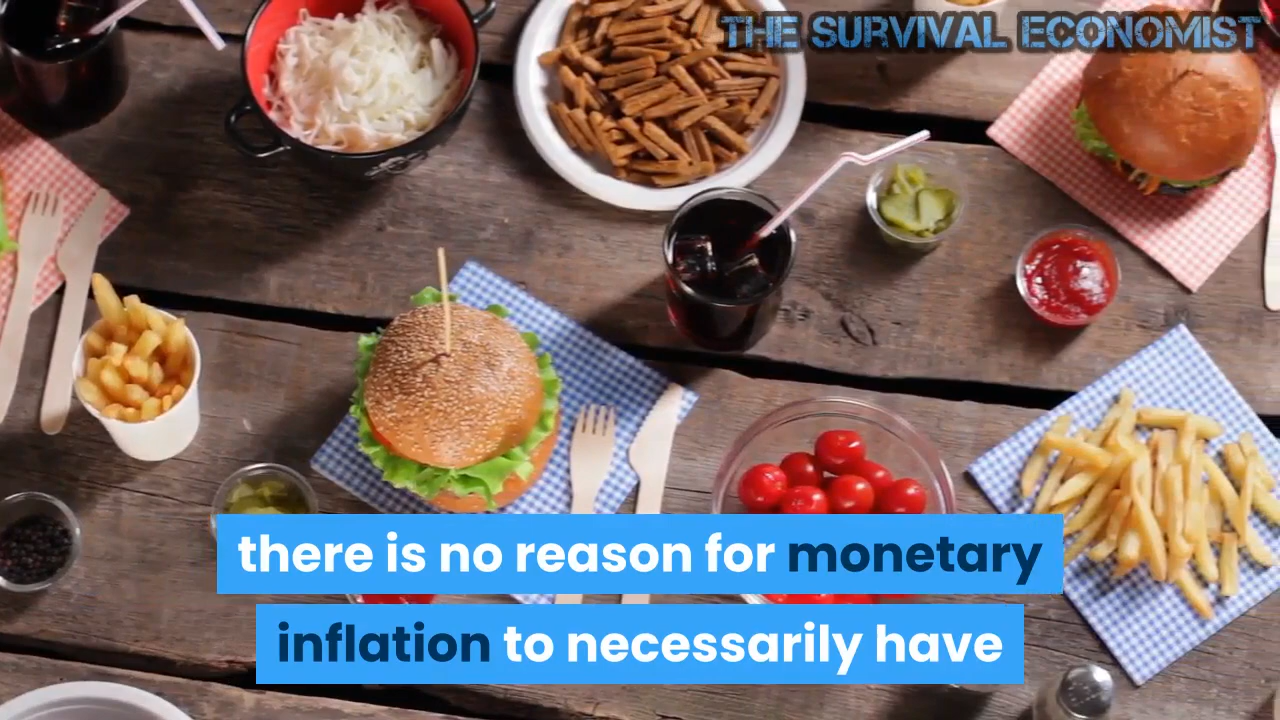 THE SURVIVAL ECONOMIST
there is no reason for monetary
inflation to necessarily have